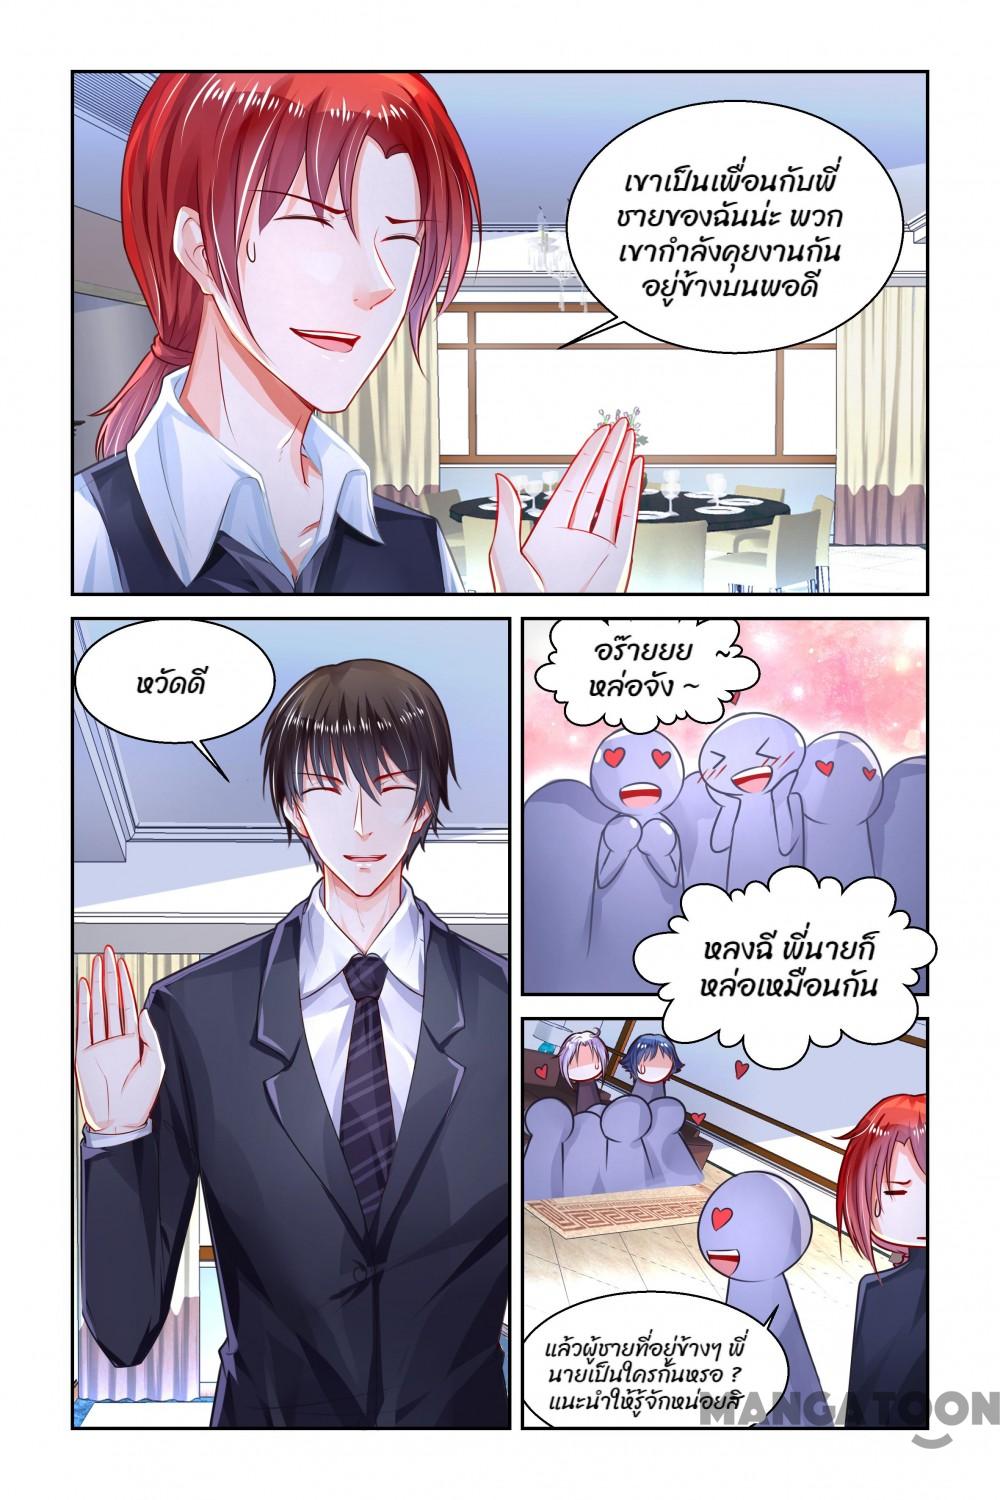 เขาเป็นเพื่อนกับพี่
ชายของฉันน่ะ พวก
เขากำลังคุยงานกัน
อยู่ข้างบนพอดี
หวัดดี
อร๊ายยย ~
หล่อจัง ~
หลงฉี พี่นายก็
หล่อเหมือนกัน
แล้วผู้ชายที่อยู่ข้างๆ พี่
นายเป็นใครกันหรอ ?
แนะนำให้รู้จักหน่อยสิ
MANGATOON